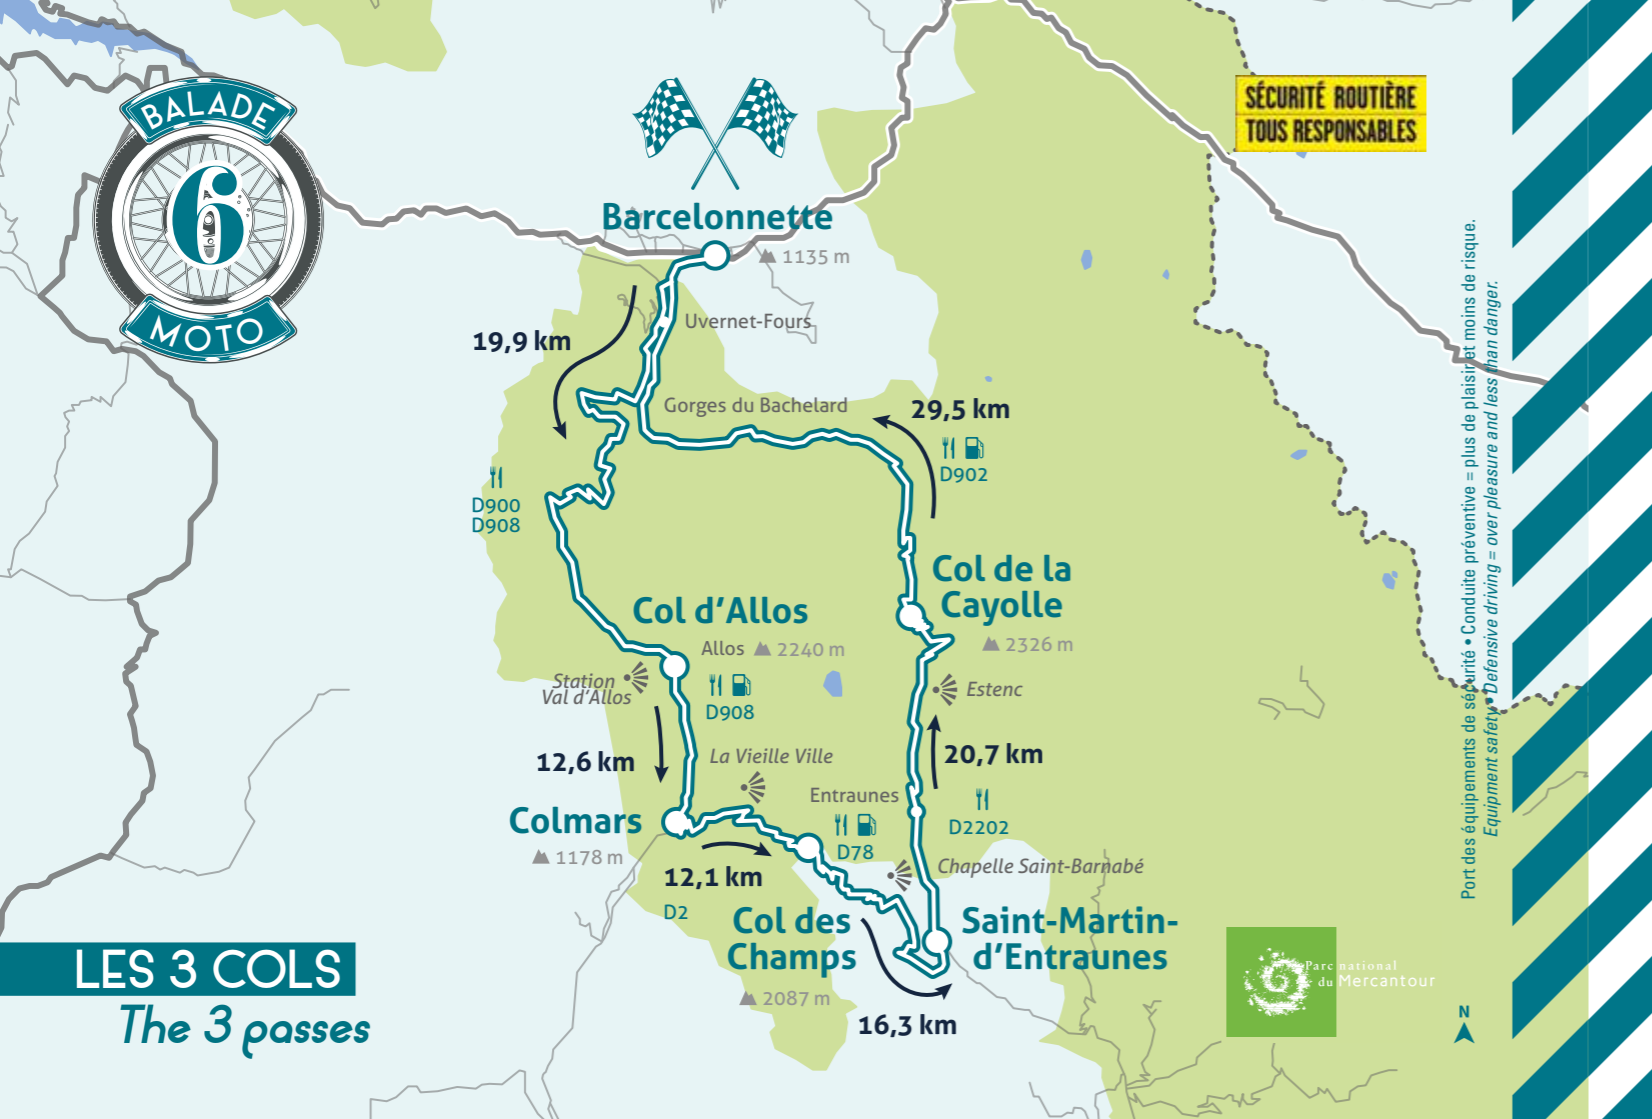 BALADE
6
MOTO
SÉCURITÉ ROUTIÈRE
TOUS RESPONSABLES
Barcelonnette
1135 m
Uvernet-Fours
19,9 km
Gorges du Bachelard
29,5 km
D902
D900
D908
Col de la
Cayolle
2326 m
Col d’Allos
Allos 2240 m
Station
Val d’Allos
D908
Estenc
12,6 km
La Vieille Ville
20,7 km
Entraunes
D2202
Colmars
1178 m
D78
12,1 km
Chapelle Saint-Barnabé
D2
Col des
Champs
2087 m
Saint-Martin-
d’Entraunes
16,3 km
LES 3 COLS
The 3 passes
Parc national
du Mercantour
N
Port des équipements de sécurité • Conduite préventive = plus de plaisir et moins de risque.
Equipment safety • Defensive driving = over pleasure and less than danger.